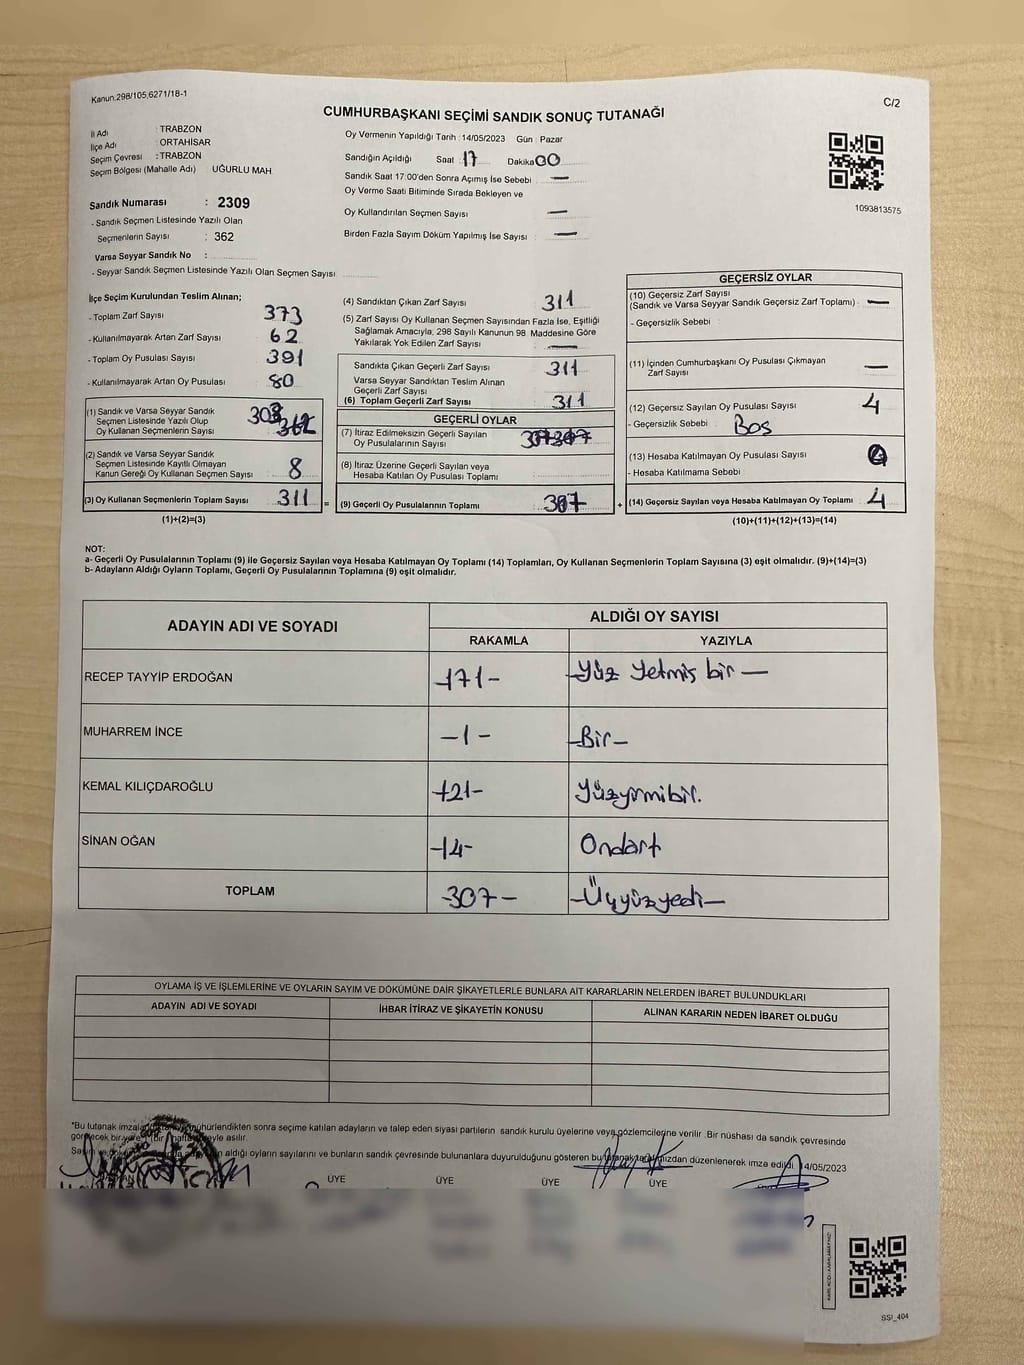 Kanun:298/105,6271/18-1
C/2
CUMHURBAŞKANI SEÇİMİ SANDIK SONUÇ TUTANAĞI
İl Adı : TRABZON
İlçe Adı : ORTAHİSAR
Seçim Çevresi : TRABZON
Seçim Bölgesi (Mahalle Adı) UĞURLU MAH
Sandık Numarası : 2309
- Sandık Seçmen Listesinde Yazılı Olan
Seçmenlerin Sayısı : 362
Varsa Seyyar Sandık No :
- Seyyar Sandık Seçmen Listesinde Yazılı Olan Seçmen Sayısı
Oy Vermenin Yapıldığı Tarih :14/05/2023 Gün : Pazar
Sandığın Açıldığı Saat :17 Dakika:00
Sandık Saat 17:00'den Sonra Açımış İse Sebebi : —
Oy Verme Saati Bitiminde Sırada Bekleyen ve
Oy Kullandırılan Seçmen Sayısı : —
Birden Fazla Sayım Döküm Yapılmış İse Sayısı : —
1093813575
İlçe Seçim Kurulundan Teslim Alınan;
- Toplam Zarf Sayısı 373
- Kullanılmayarak Artan Zarf Sayısı 62
- Toplam Oy Pusulası Sayısı 391
- Kullanılmayarak Artan Oy Pusulası 80
(1) Sandık ve Varsa Seyyar Sandık
Seçmen Listesinde Yazılı Olup
Oy Kullanan Seçmenlerin Sayısı
(2) Sandık ve Varsa Seyyar Sandık
Seçmen Listesinde Kayıtlı Olmayan
Kanun Gereği Oy Kullanan Seçmen Sayısı 8
(3) Oy Kullanan Seçmenlerin Toplam Sayısı 311 =
(1)+(2)=(3)
(4) Sandıktan Çıkan Zarf Sayısı 311
(5) Zarf Sayısı Oy Kullanan Seçmen Sayısından Fazla İse, Eşitliği
Sağlamak Amacıyla, 298 Sayılı Kanunun 98. Maddesine Göre
Yakılarak Yok Edilen Zarf Sayısı —
Sandıkta Çıkan Geçerli Zarf Sayısı 311
Varsa Seyyar Sandıktan Teslim Alınan
Geçerli Zarf Sayısı
(6) Toplam Geçerli Zarf Sayısı 311
GEÇERLİ OYLAR
(7) İtiraz Edilmeksizin Geçerli Sayılan
Oy Pusulalarının Sayısı 307
(8) İtiraz Üzerine Geçerli Sayılan veya
Hesaba Katılan Oy Pusulası Toplamı
(9) Geçerli Oy Pusulalarının Toplamı 307 +
GEÇERSİZ OYLAR
(10) Geçersiz Zarf Sayısı
(Sandık ve Varsa Seyyar Sandık Geçersiz Zarf Toplamı) : —
- Geçersizlik Sebebi :
(11) İçinden Cumhurbaşkanı Oy Pusulası Çıkmayan
Zarf Sayısı —
(12) Geçersiz Sayılan Oy Pusulası Sayısı 4
- Geçersizlik Sebebi : Boş
(13) Hesaba Katılmayan Oy Pusulası Sayısı
- Hesaba Katılmama Sebebi :
(14) Geçersiz Sayılan veya Hesaba Katılmayan Oy Toplamı 4
(10)+(11)+(12)+(13)=(14)
NOT:
a- Geçerli Oy Pusulalarının Toplamı (9) ile Geçersiz Sayılan veya Hesaba Katılmayan Oy Toplamı (14) Toplamları, Oy Kullanan Seçmenlerin Toplam Sayısına (3) eşit olmalıdır. (9)+(14)=(3)
b- Adayların Aldığı Oyların Toplamı, Geçerli Oy Pusulalarının Toplamına (9) eşit olmalıdır.
ADAYIN ADI VE SOYADI ALDIĞI OY SAYISI
RAKAMLA YAZIYLA
RECEP TAYYİP ERDOĞAN -171- -Yüz Yetmiş bir —
MUHARREM İNCE -1- -Bir-
KEMAL KILIÇDAROĞLU -121- Yüzyirmibir.
SİNAN OĞAN -14- Ondört
TOPLAM -307- -Üçyüzyedi-
OYLAMA İŞ VE İŞLEMLERİNE VE OYLARIN SAYIM VE DÖKÜMÜNE DAİR ŞİKAYETLERLE BUNLARA AİT KARARLARIN NELERDEN İBARET BULUNDUKLARI
ADAYIN ADI VE SOYADI İHBAR İTİRAZ VE ŞİKAYETİN KONUSU ALINAN KARARIN NEDEN İBARET OLDUĞU
*Bu tutanak mühürlendikten sonra seçime katılan adayların ve talep eden siyasi partilerin sandık kurulu üyelerine veya gözlemcilerine verilir .Bir nüshası da sandık çevresinde
görülecek bir yere bir hafta süreyle asılır.
aldığı oyların sayılarını ve bunların sandık çevresinde bulunanlara duyurulduğunu gösteren bu düzenlenerek imza edildi. 14/05/2023
ÜYE ÜYE ÜYE ÜYE
SSI_404